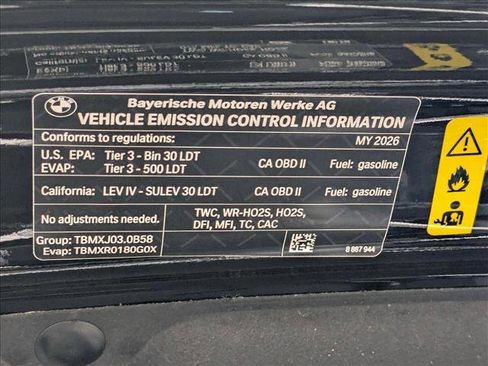 BMW
Bayerische Motoren Werke AG
VEHICLE EMISSION CONTROL INFORMATION
Conforms to regulations: MY 2026
U.S. EPA: Tier 3 - Bin 30 LDT CA OBD II Fuel: gasoline
EVAP: Tier 3 - 500 LDT
California: LEV IV - SULEV 30 LDT CA OBD II Fuel: gasoline
No adjustments needed. TWC, WR-HO2S, HO2S,
DFI, MFI, TC, CAC
Group: TBMXJ03.0B58
Evap: TBMXR0180G0X
8 867 944